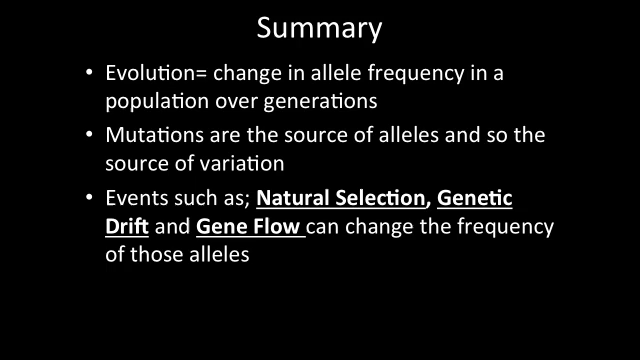 Summary
• Evolution= change in allele frequency in a
population over generations
• Mutations are the source of alleles and so the
source of variation
• Events such as; Natural Selection, Genetic
Drift and Gene Flow can change the frequency
of those alleles